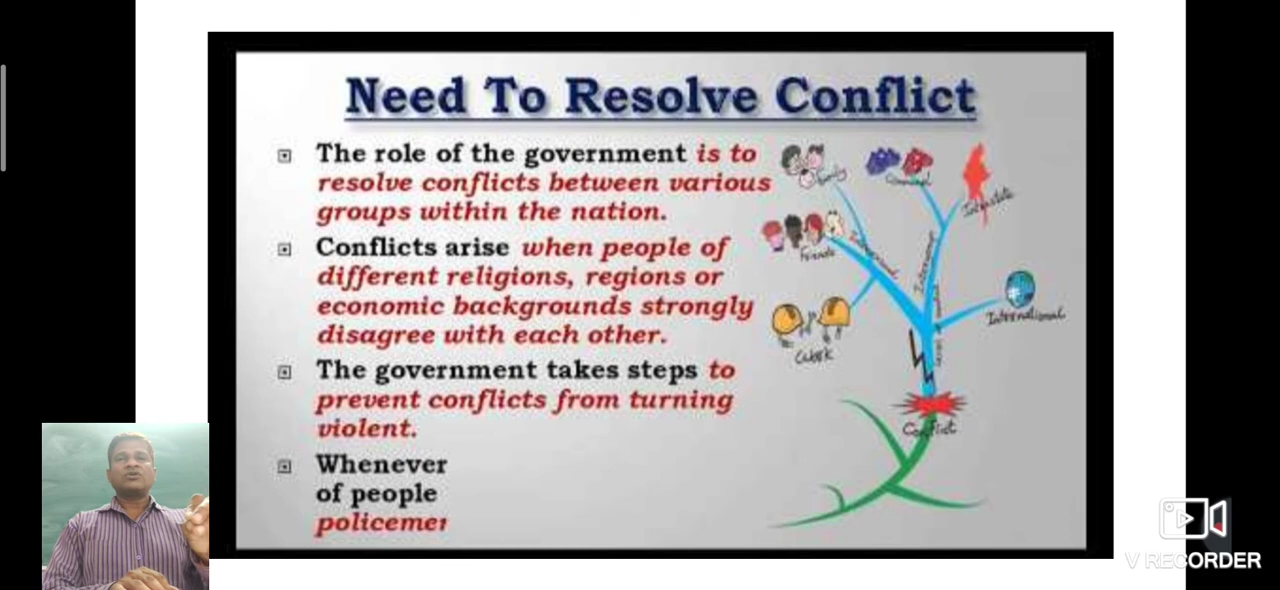 Need To Resolve Conflict
The role of the government is to
resolve conflicts between various
groups within the nation.
Conflicts arise when people of
different religions, regions or
economic backgrounds strongly
disagree with each other.
The government takes steps to
prevent conflicts from turning
violent.
Whenever
of people
policemen
Family
Communal
Interstate
Friends
International
Conflict
V RECORDER